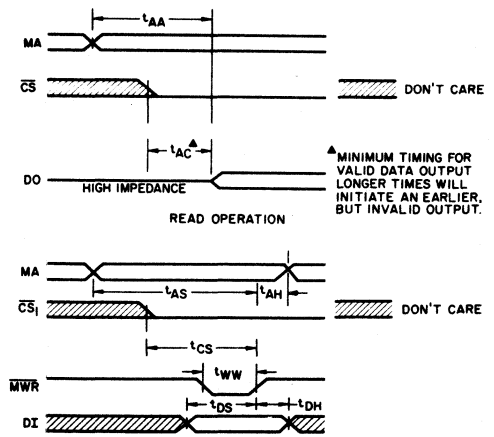 tAA
MA
CS
DON'T CARE
tAC▲
DO
HIGH IMPEDANCE
▲MINIMUM TIMING FOR
VALID DATA OUTPUT
LONGER TIMES WILL
INITIATE AN EARLIER,
BUT INVALID OUTPUT.
READ OPERATION
MA
tAS
tAH
CS1
DON'T CARE
tCS
tWW
MWR
tDS
tDH
DI